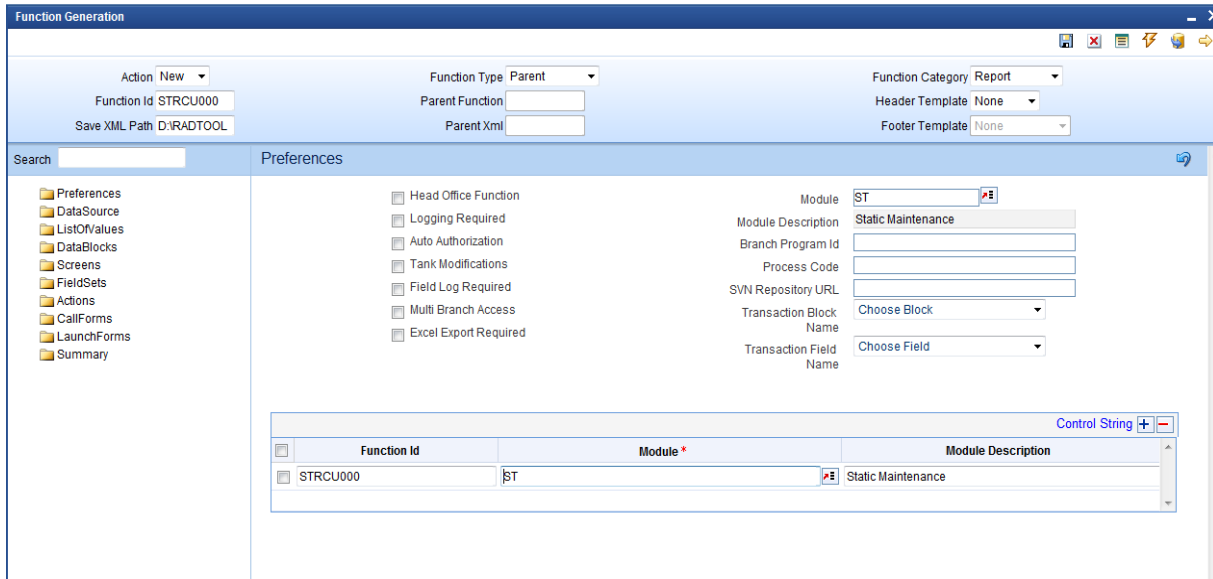 Function Generation
Action New Function Type Parent Function Category Report
Function Id STRCU000 Parent Function Header Template None
Save XML Path D:\RADTOOL Parent Xml Footer Template None
Search Preferences
Preferences
DataSource
ListOfValues
DataBlocks
Screens
FieldSets
Actions
CallForms
LaunchForms
Summary
Head Office Function
Logging Required
Auto Authorization
Tank Modifications
Field Log Required
Multi Branch Access
Excel Export Required
Module ST
Module Description Static Maintenance
Branch Program Id
Process Code
SVN Repository URL
Transaction Block Name Choose Block
Transaction Field Name Choose Field
Control String
Function Id Module * Module Description
STRCU000 ST Static Maintenance